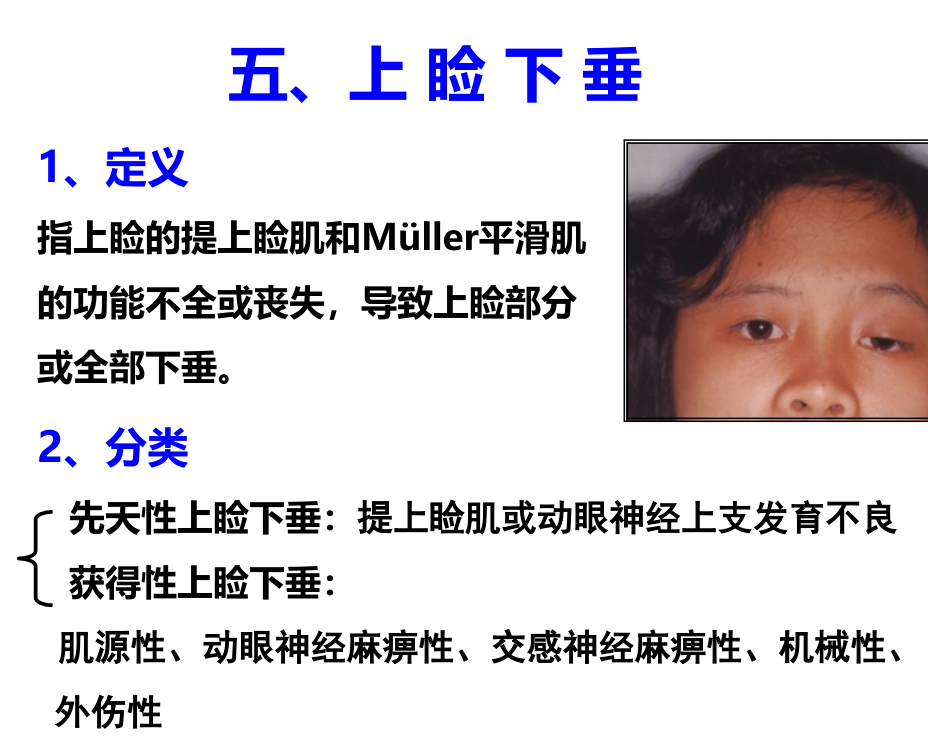 五、上睑下垂
1、定义
指上睑的提上睑肌和Müller平滑肌
的功能不全或丧失，导致上睑部分
或全部下垂。
2、分类
先天性上睑下垂：提上睑肌或动眼神经上支发育不良
获得性上睑下垂：
肌源性、动眼神经麻痹性、交感神经麻痹性、机械性、
外伤性